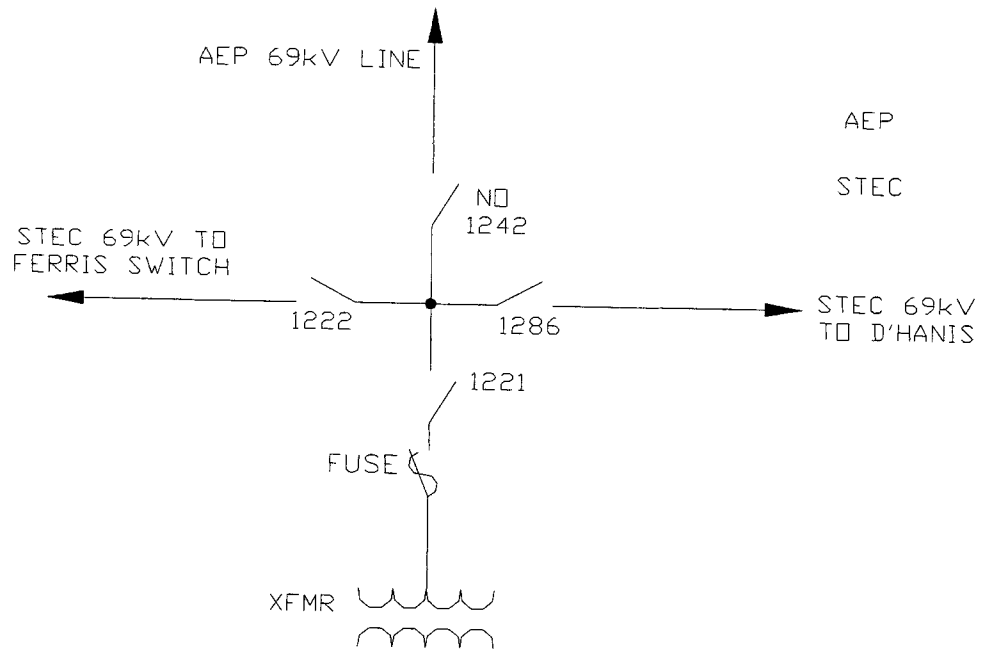 AEP 69kV LINE
AEP
STEC
NO
1242
STEC 69kV TO
FERRIS SWITCH
1222
1286
STEC 69kV
TO D'HANIS
1221
FUSE
XFMR